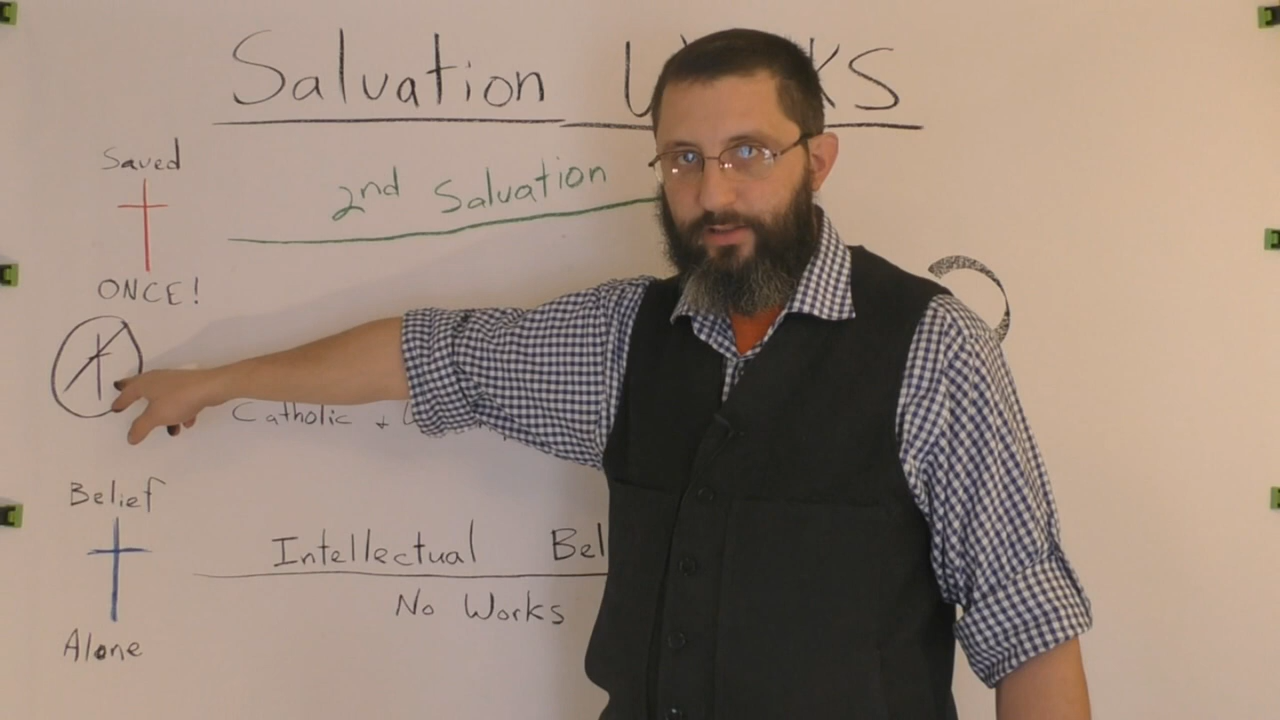 Salvation
Saved
2nd Salvation
ONCE!
Catholic +
Belief
Intellectual
No Works
Alone